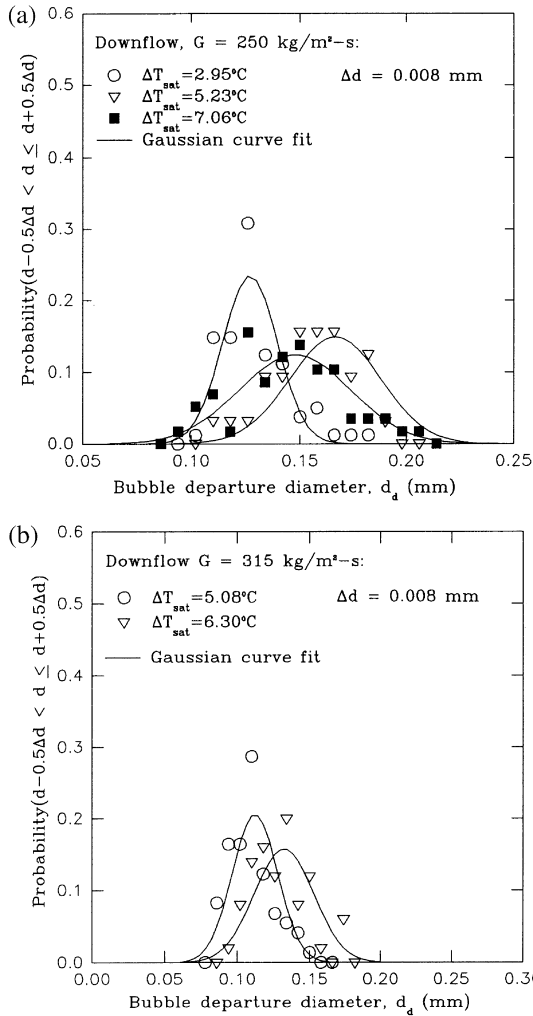 (a)
0.6
0.5
0.4
0.3
0.2
0.1
0.0
Probability(d−0.5Δd < d ≤ d+0.5Δd)
Downflow, G = 250 kg/m²−s:
ΔT_sat=2.95°C Δd = 0.008 mm
ΔT_sat=5.23°C
ΔT_sat=7.06°C
Gaussian curve fit
0.05 0.10 0.15 0.20 0.25
Bubble departure diameter, d_d (mm)
(b)
0.6
0.5
0.4
0.3
0.2
0.1
0.0
Probability(d−0.5Δd < d ≤ d+0.5Δd)
Downflow G = 315 kg/m²−s:
ΔT_sat=5.08°C Δd = 0.008 mm
ΔT_sat=6.30°C
Gaussian curve fit
0.00 0.05 0.10 0.15 0.20 0.25 0.3
Bubble departure diameter, d_d (mm)